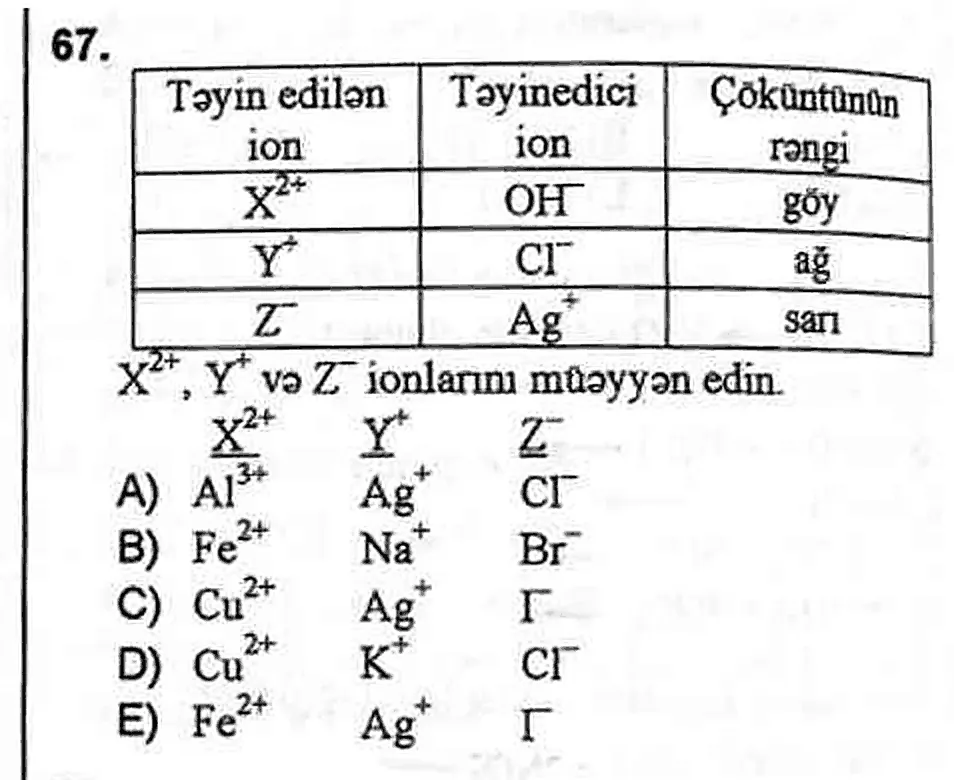 67.
Təyin edilən ion | Təyinedici ion | Çöküntünün rəngi
X²⁺ | OH⁻ | göy
Y⁺ | Cl⁻ | ağ
Z⁻ | Ag⁺ | sarı
X²⁺, Y⁺ və Z⁻ ionlarını müəyyən edin.
X²⁺ Y⁺ Z⁻
A) Al³⁺ Ag⁺ Cl⁻
B) Fe²⁺ Na⁺ Br⁻
C) Cu²⁺ Ag⁺ I⁻
D) Cu²⁺ K⁺ Cl⁻
E) Fe²⁺ Ag⁺ I⁻